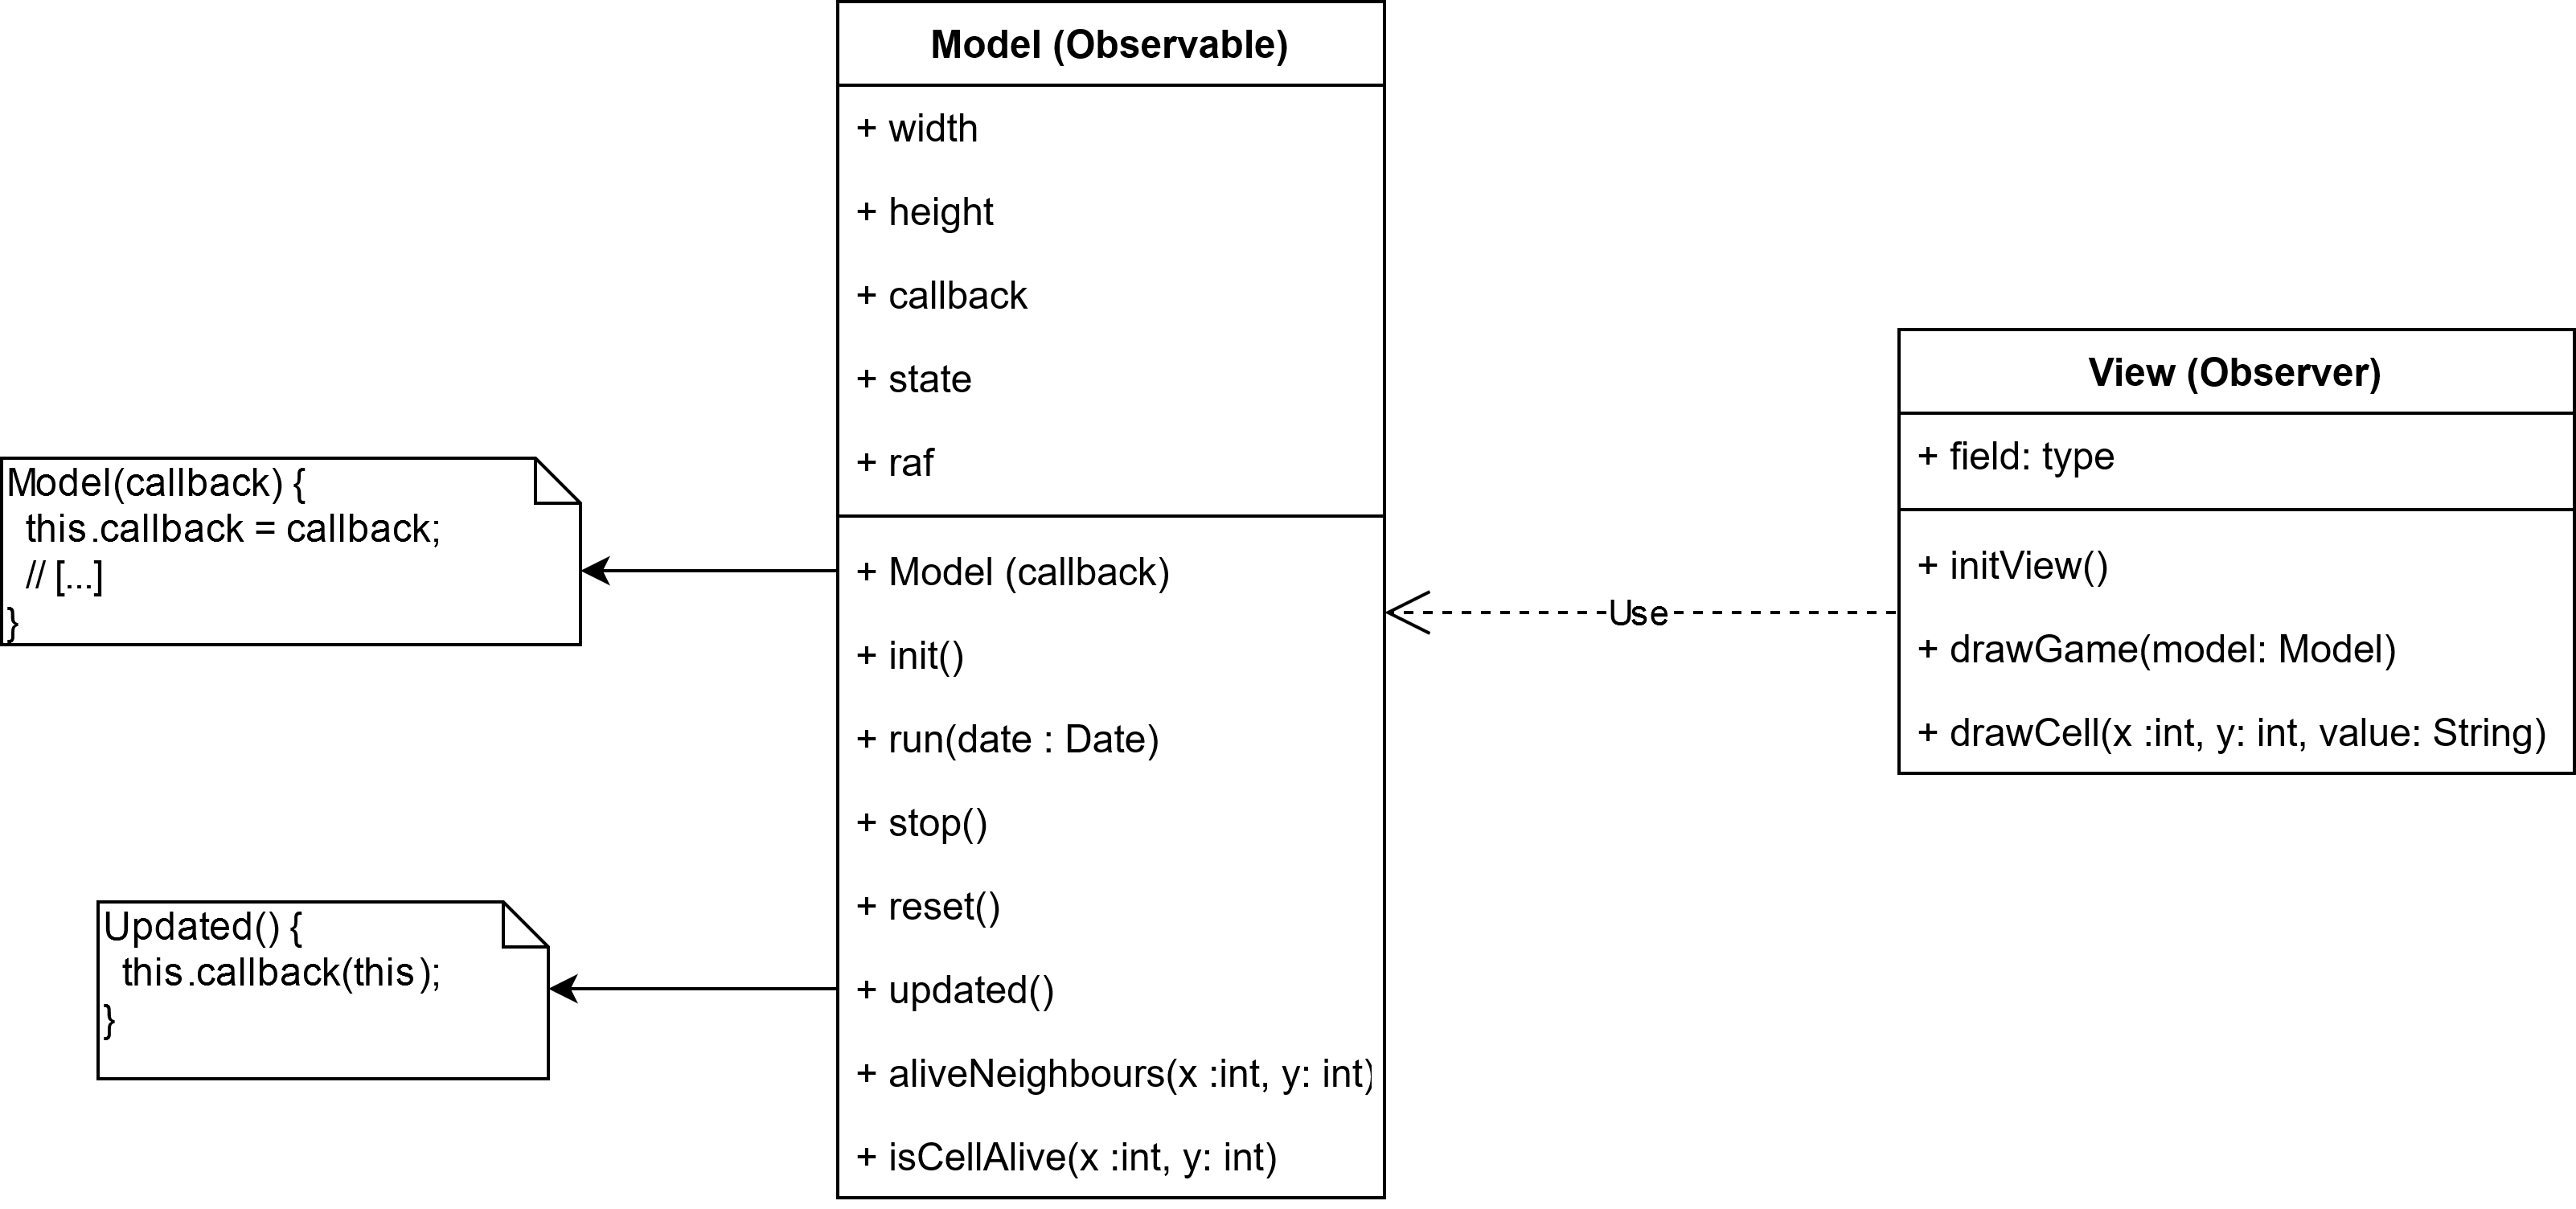 Model (Observable)
+ width
+ height
+ callback
+ state
+ raf
+ Model (callback)
+ init()
+ run(date : Date)
+ stop()
+ reset()
+ updated()
+ aliveNeighbours(x :int, y: int)
+ isCellAlive(x :int, y: int)
Model(callback) {
this.callback = callback;
// [...]
}
Updated() {
this.callback(this);
}
Use
View (Observer)
+ field: type
+ initView()
+ drawGame(model: Model)
+ drawCell(x :int, y: int, value: String)